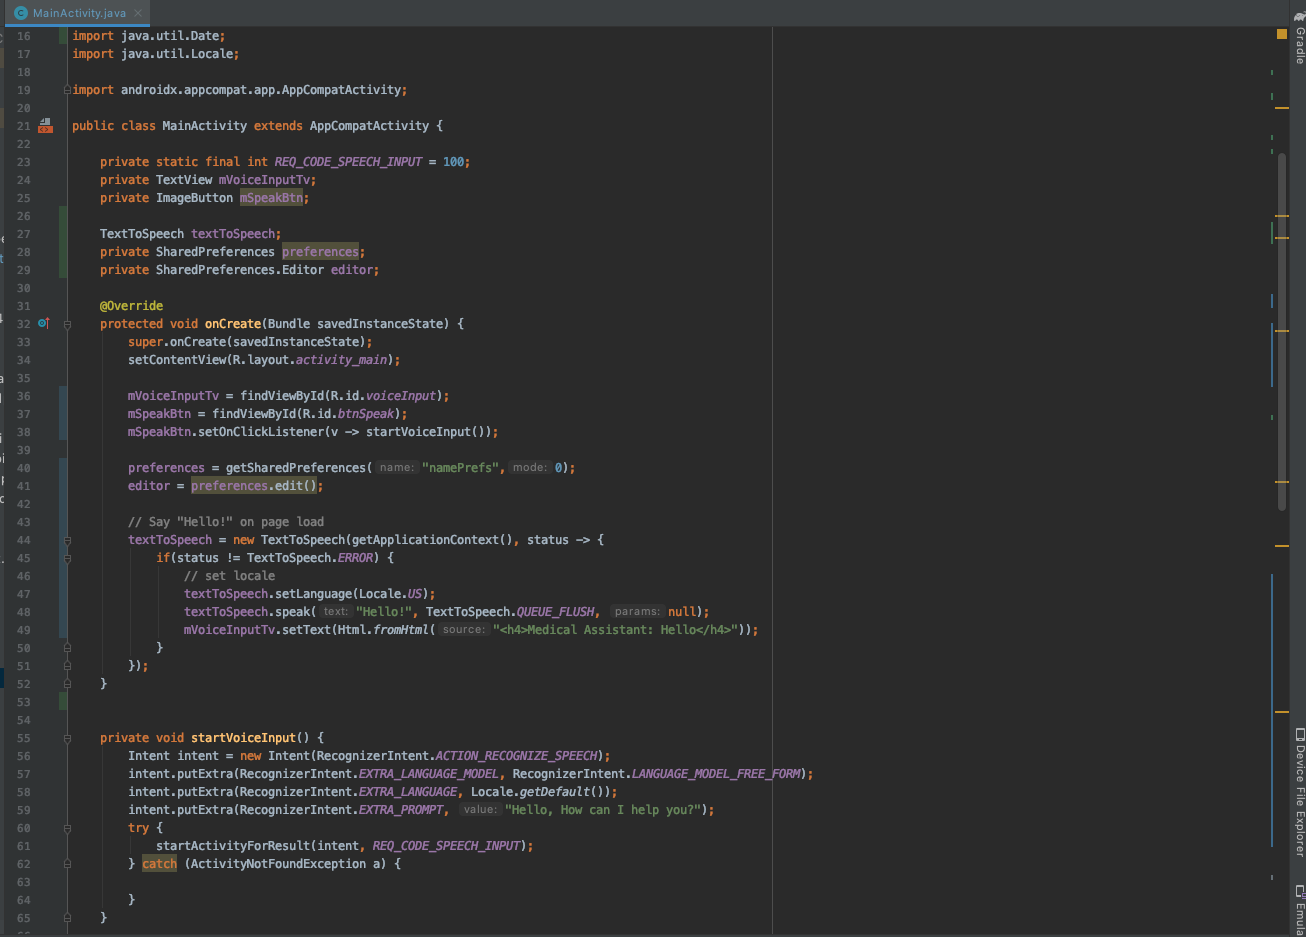 MainActivity.java
16 import java.util.Date;
17 import java.util.Locale;
18
19 import androidx.appcompat.app.AppCompatActivity;
20
21 public class MainActivity extends AppCompatActivity {
22
23 private static final int REQ_CODE_SPEECH_INPUT = 100;
24 private TextView mVoiceInputTv;
25 private ImageButton mSpeakBtn;
26
27 TextToSpeech textToSpeech;
28 private SharedPreferences preferences;
29 private SharedPreferences.Editor editor;
30
31 @Override
32 protected void onCreate(Bundle savedInstanceState) {
33 super.onCreate(savedInstanceState);
34 setContentView(R.layout.activity_main);
35
36 mVoiceInputTv = findViewById(R.id.voiceInput);
37 mSpeakBtn = findViewById(R.id.btnSpeak);
38 mSpeakBtn.setOnClickListener(v -> startVoiceInput());
39
40 preferences = getSharedPreferences( name: "namePrefs", mode: 0);
41 editor = preferences.edit();
42
43 // Say "Hello!" on page load
44 textToSpeech = new TextToSpeech(getApplicationContext(), status -> {
45 if(status != TextToSpeech.ERROR) {
46 // set locale
47 textToSpeech.setLanguage(Locale.US);
48 textToSpeech.speak( text: "Hello!", TextToSpeech.QUEUE_FLUSH, params: null);
49 mVoiceInputTv.setText(Html.fromHtml( source: "<h4>Medical Assistant: Hello</h4>"));
50 }
51 });
52 }
53
54
55 private void startVoiceInput() {
56 Intent intent = new Intent(RecognizerIntent.ACTION_RECOGNIZE_SPEECH);
57 intent.putExtra(RecognizerIntent.EXTRA_LANGUAGE_MODEL, RecognizerIntent.LANGUAGE_MODEL_FREE_FORM);
58 intent.putExtra(RecognizerIntent.EXTRA_LANGUAGE, Locale.getDefault());
59 intent.putExtra(RecognizerIntent.EXTRA_PROMPT, value: "Hello, How can I help you?");
60 try {
61 startActivityForResult(intent, REQ_CODE_SPEECH_INPUT);
62 } catch (ActivityNotFoundException a) {
63
64 }
65 }
Gradle
Device File Explorer